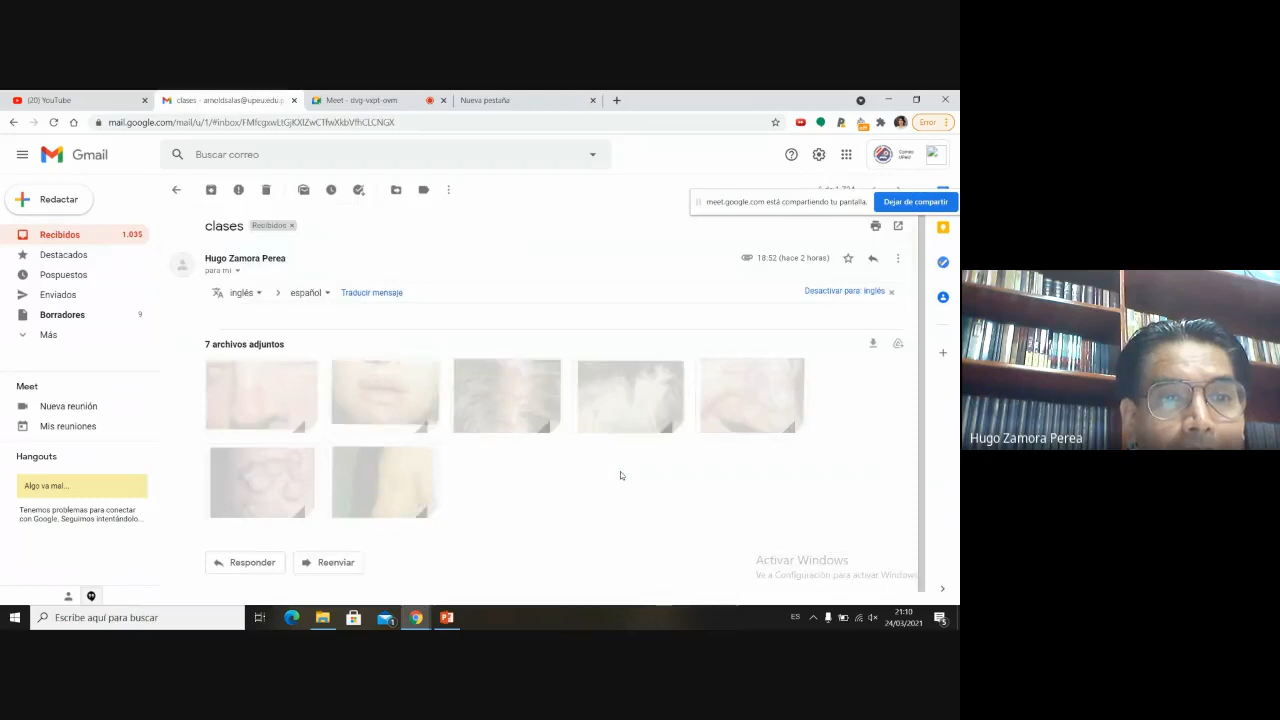 (20) YouTube
clases - arnoldsalas@upeu.edu.p
Meet - dvg-vxpt-ovm
Nueva pestaña
mail.google.com/mail/u/1/#inbox/FMfcgxwLtGjKXlZwCTfwXkbVfhCLCNGX
Error
Gmail
Buscar correo
Correo
UPeU
Redactar
meet.google.com está compartiendo tu pantalla.
Dejar de compartir
clases
Recibidos
Recibidos 1.035
Destacados
Pospuestos
Enviados
Borradores 9
Más
Hugo Zamora Perea
18:52 (hace 2 horas)
para mi
inglés
español
Traducir mensaje
Desactivar para: inglés
7 archivos adjuntos
Meet
Nueva reunión
Mis reuniones
Hangouts
Algo va mal...
Tenemos problemas para conectar
con Google. Seguimos intentándolo...
Responder
Reenviar
Activar Windows
Ve a Configuración para activar Windows
Escribe aquí para buscar
ES
21:10
24/03/2021
Hugo Zamora Perea